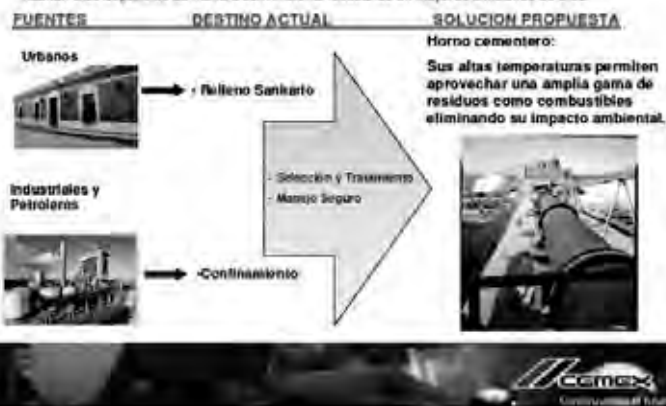 FUENTES
DESTINO ACTUAL
SOLUCION PROPUESTA
Horno cementero:
Sus altas temperaturas permiten
aprovechar una amplia gama de
residuos como combustibles
eliminando su impacto ambiental.
Urbanos
- Relleno Sanitario
- Selección y Tratamiento
- Manejo Seguro
Industriales y
Petroleros
-Confinamiento
CEMEX